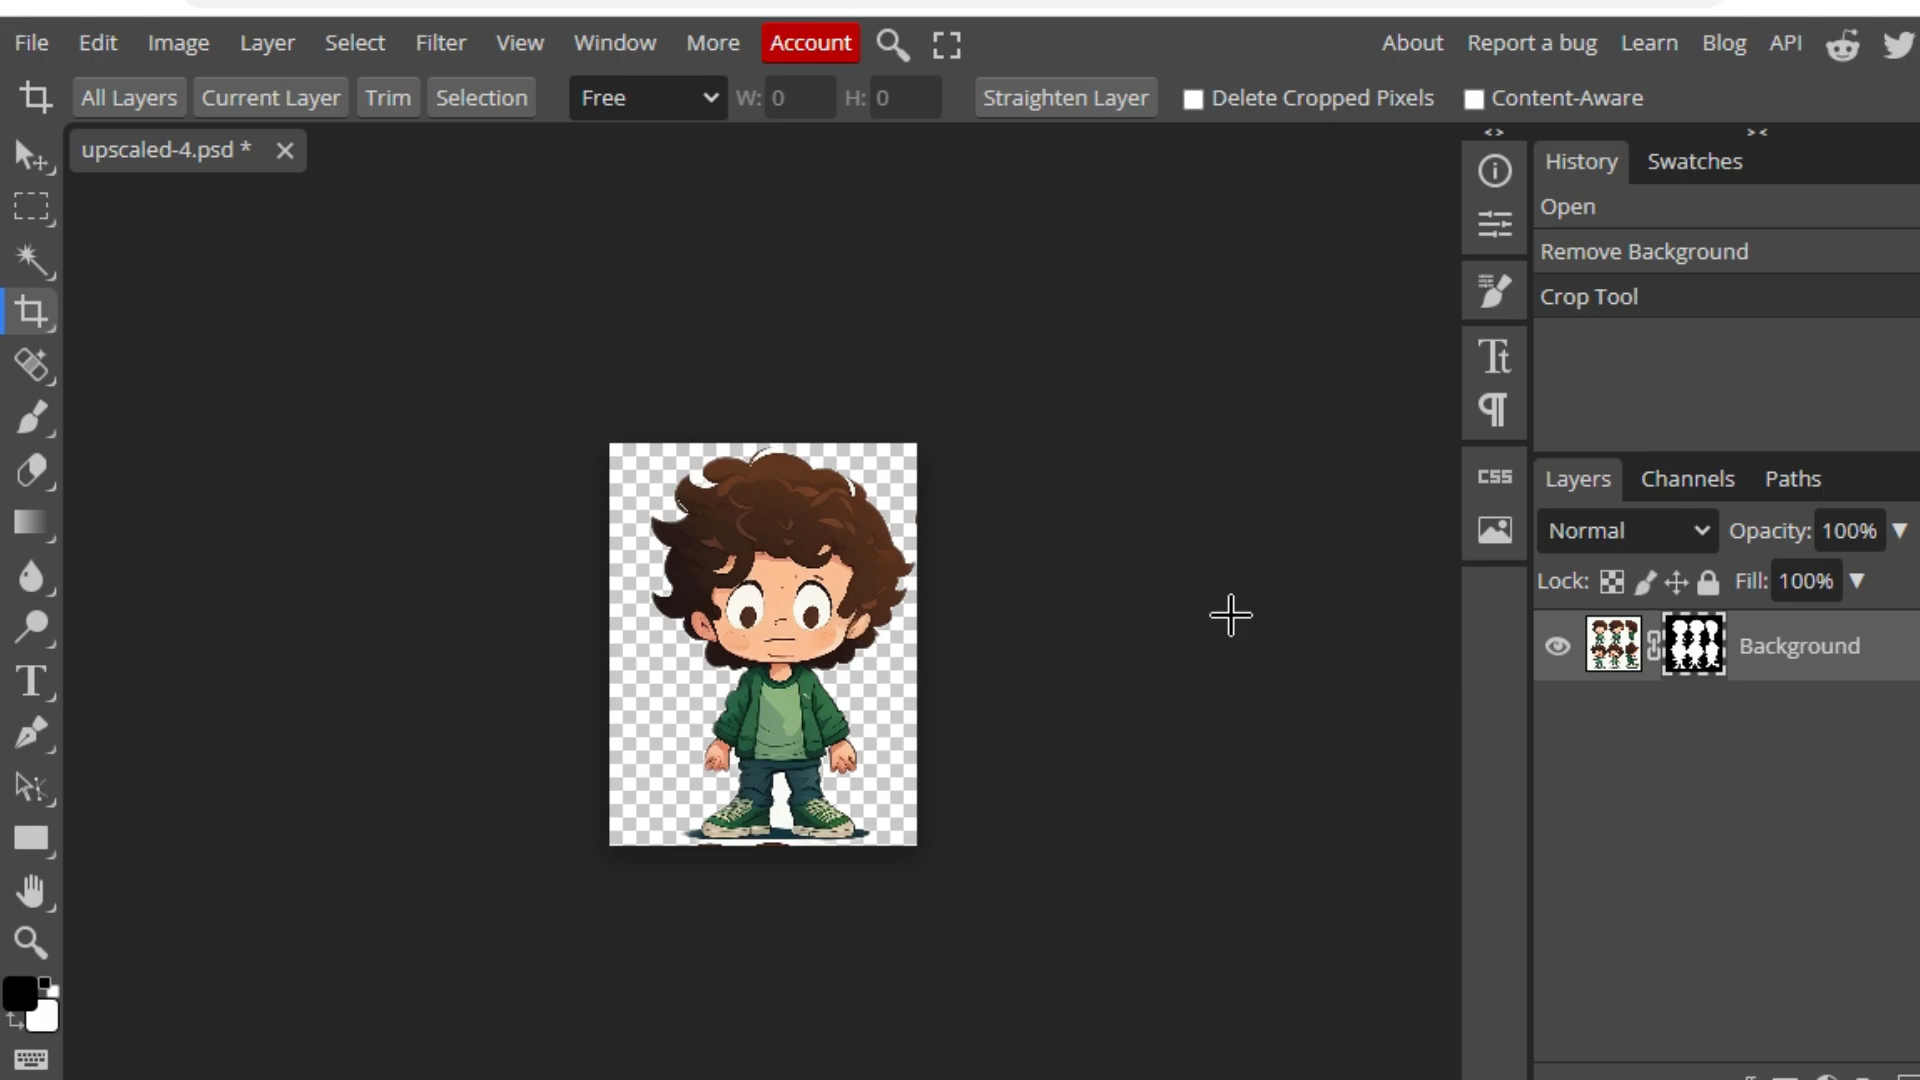 File Edit Image Layer Select Filter View Window More Account About Report a bug Learn Blog API
All Layers Current Layer Trim Selection Free W: 0 H: 0 Straighten Layer Delete Cropped Pixels Content-Aware
upscaled-4.psd *
History Swatches
Open
Remove Background
Crop Tool
CSS
Layers Channels Paths
Normal Opacity: 100%
Lock: Fill: 100%
Background